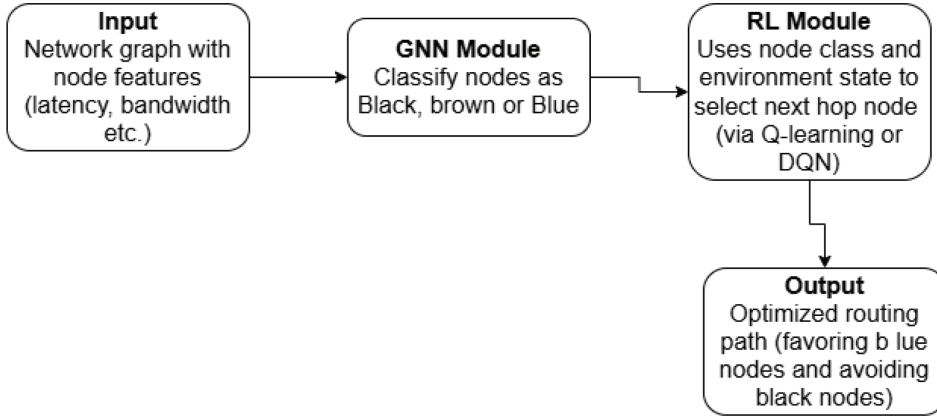 Input
Network graph with
node features
(latency, bandwidth
etc.)
GNN Module
Classify nodes as
Black, brown or Blue
RL Module
Uses node class and
environment state to
select next hop node
(via Q-learning or
DQN)
Output
Optimized routing
path (favoring b lue
nodes and avoiding
black nodes)